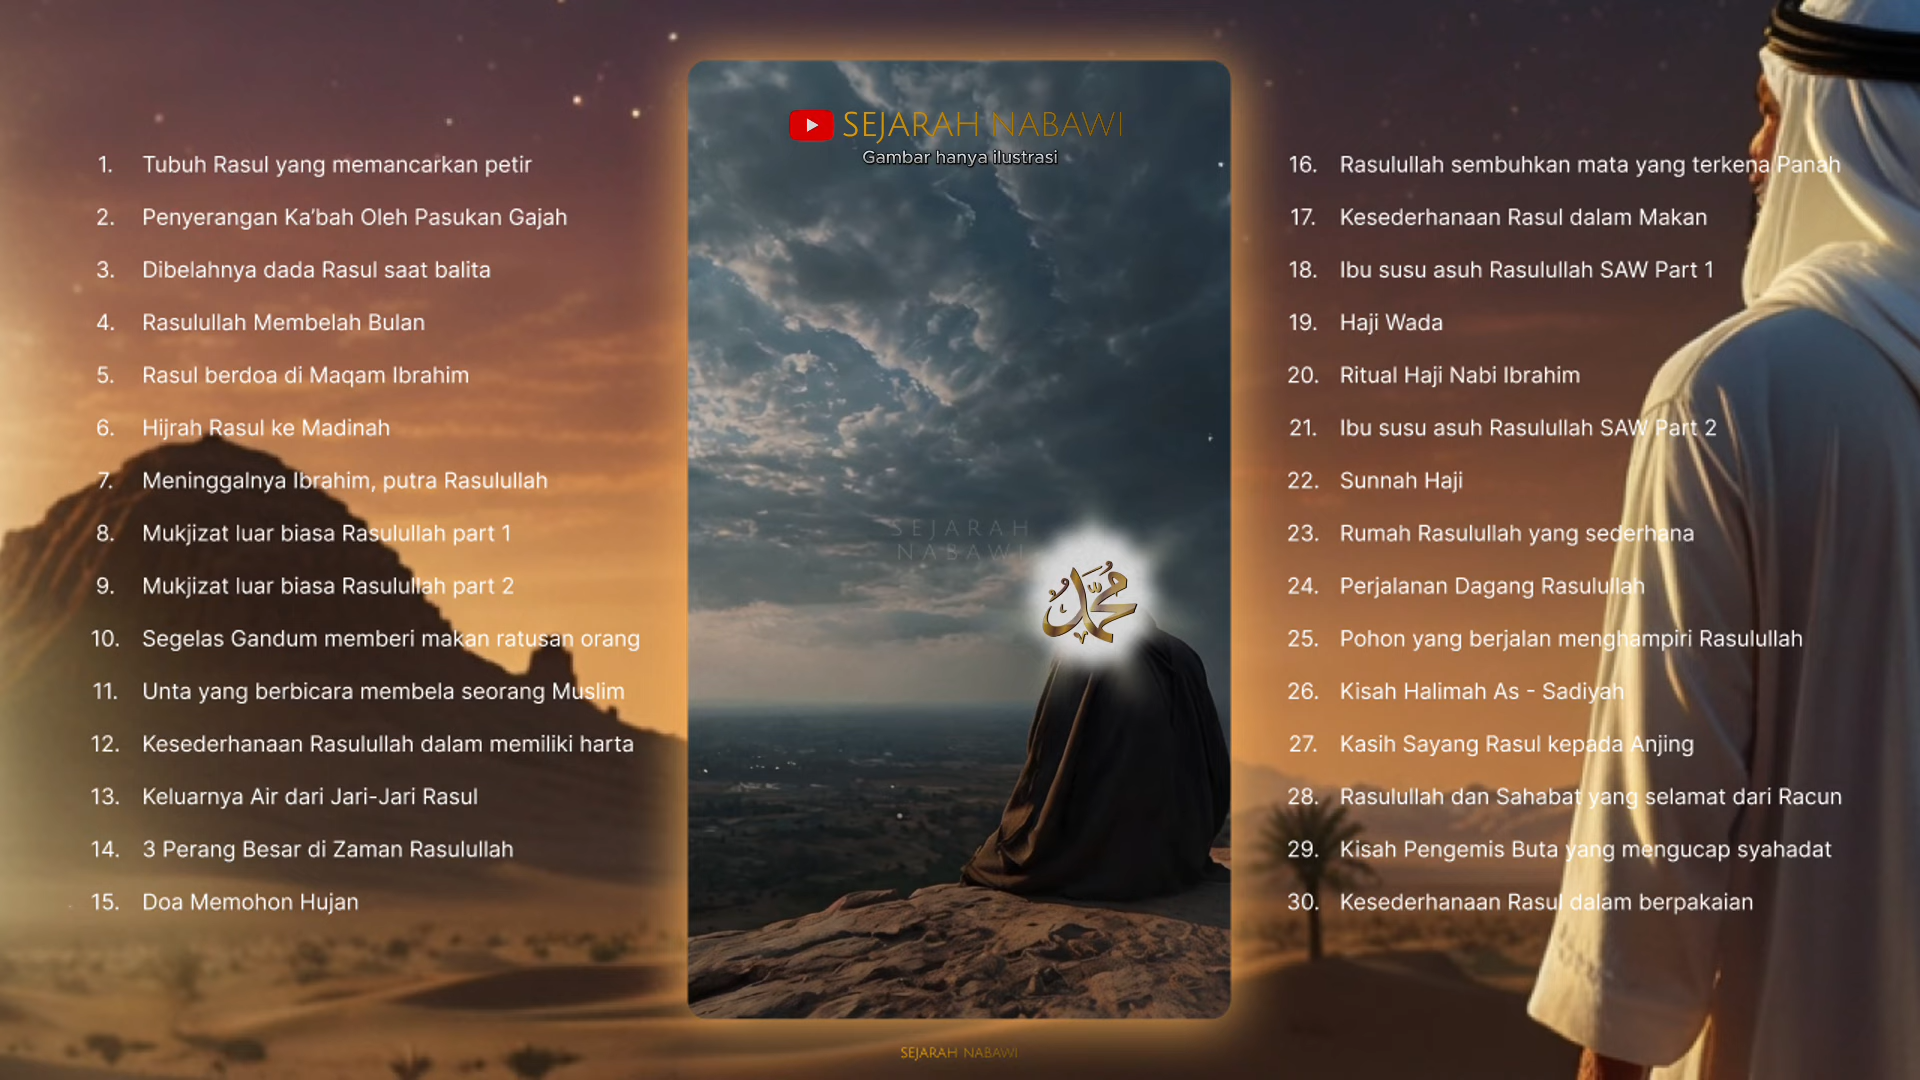 SEJARAH NABAWI
Gambar hanya ilustrasi
1. Tubuh Rasul yang memancarkan petir
2. Penyerangan Ka’bah Oleh Pasukan Gajah
3. Dibelahnya dada Rasul saat balita
4. Rasulullah Membelah Bulan
5. Rasul berdoa di Maqam Ibrahim
6. Hijrah Rasul ke Madinah
7. Meninggalnya Ibrahim, putra Rasulullah
8. Mukjizat luar biasa Rasulullah part 1
9. Mukjizat luar biasa Rasulullah part 2
10. Segelas Gandum memberi makan ratusan orang
11. Unta yang berbicara membela seorang Muslim
12. Kesederhanaan Rasulullah dalam memiliki harta
13. Keluarnya Air dari Jari-Jari Rasul
14. 3 Perang Besar di Zaman Rasulullah
15. Doa Memohon Hujan
SEJARAH
NABAWI
محمد
16. Rasulullah sembuhkan mata yang terkena Panah
17. Kesederhanaan Rasul dalam Makan
18. Ibu susu asuh Rasulullah SAW Part 1
19. Haji Wada
20. Ritual Haji Nabi Ibrahim
21. Ibu susu asuh Rasulullah SAW Part 2
22. Sunnah Haji
23. Rumah Rasulullah yang sederhana
24. Perjalanan Dagang Rasulullah
25. Pohon yang berjalan menghampiri Rasulullah
26. Kisah Halimah As - Sadiyah
27. Kasih Sayang Rasul kepada Anjing
28. Rasulullah dan Sahabat yang selamat dari Racun
29. Kisah Pengemis Buta yang mengucap syahadat
30. Kesederhanaan Rasul dalam berpakaian
SEJARAH NABAWI